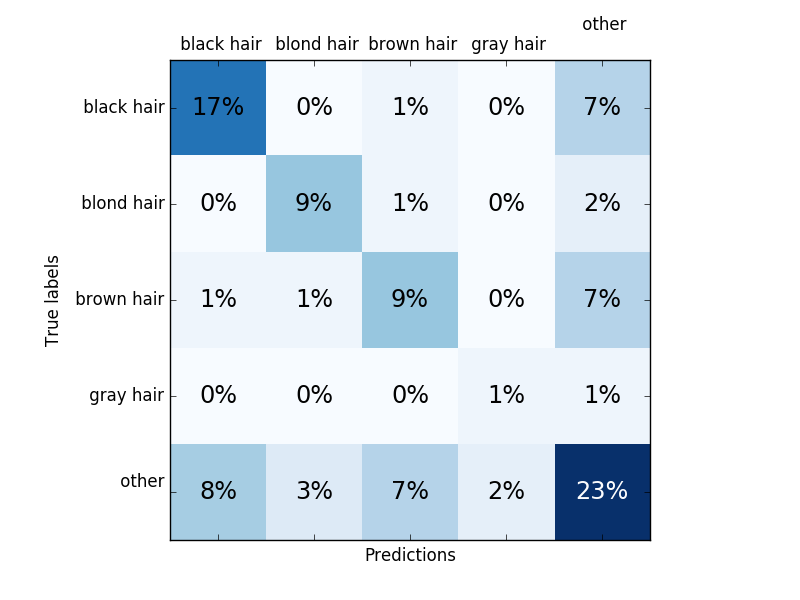 other
black hair blond hair brown hair gray hair
black hair 17% 0% 1% 0% 7%
blond hair 0% 9% 1% 0% 2%
True labels
brown hair 1% 1% 9% 0% 7%
gray hair 0% 0% 0% 1% 1%
other 8% 3% 7% 2% 23%
Predictions